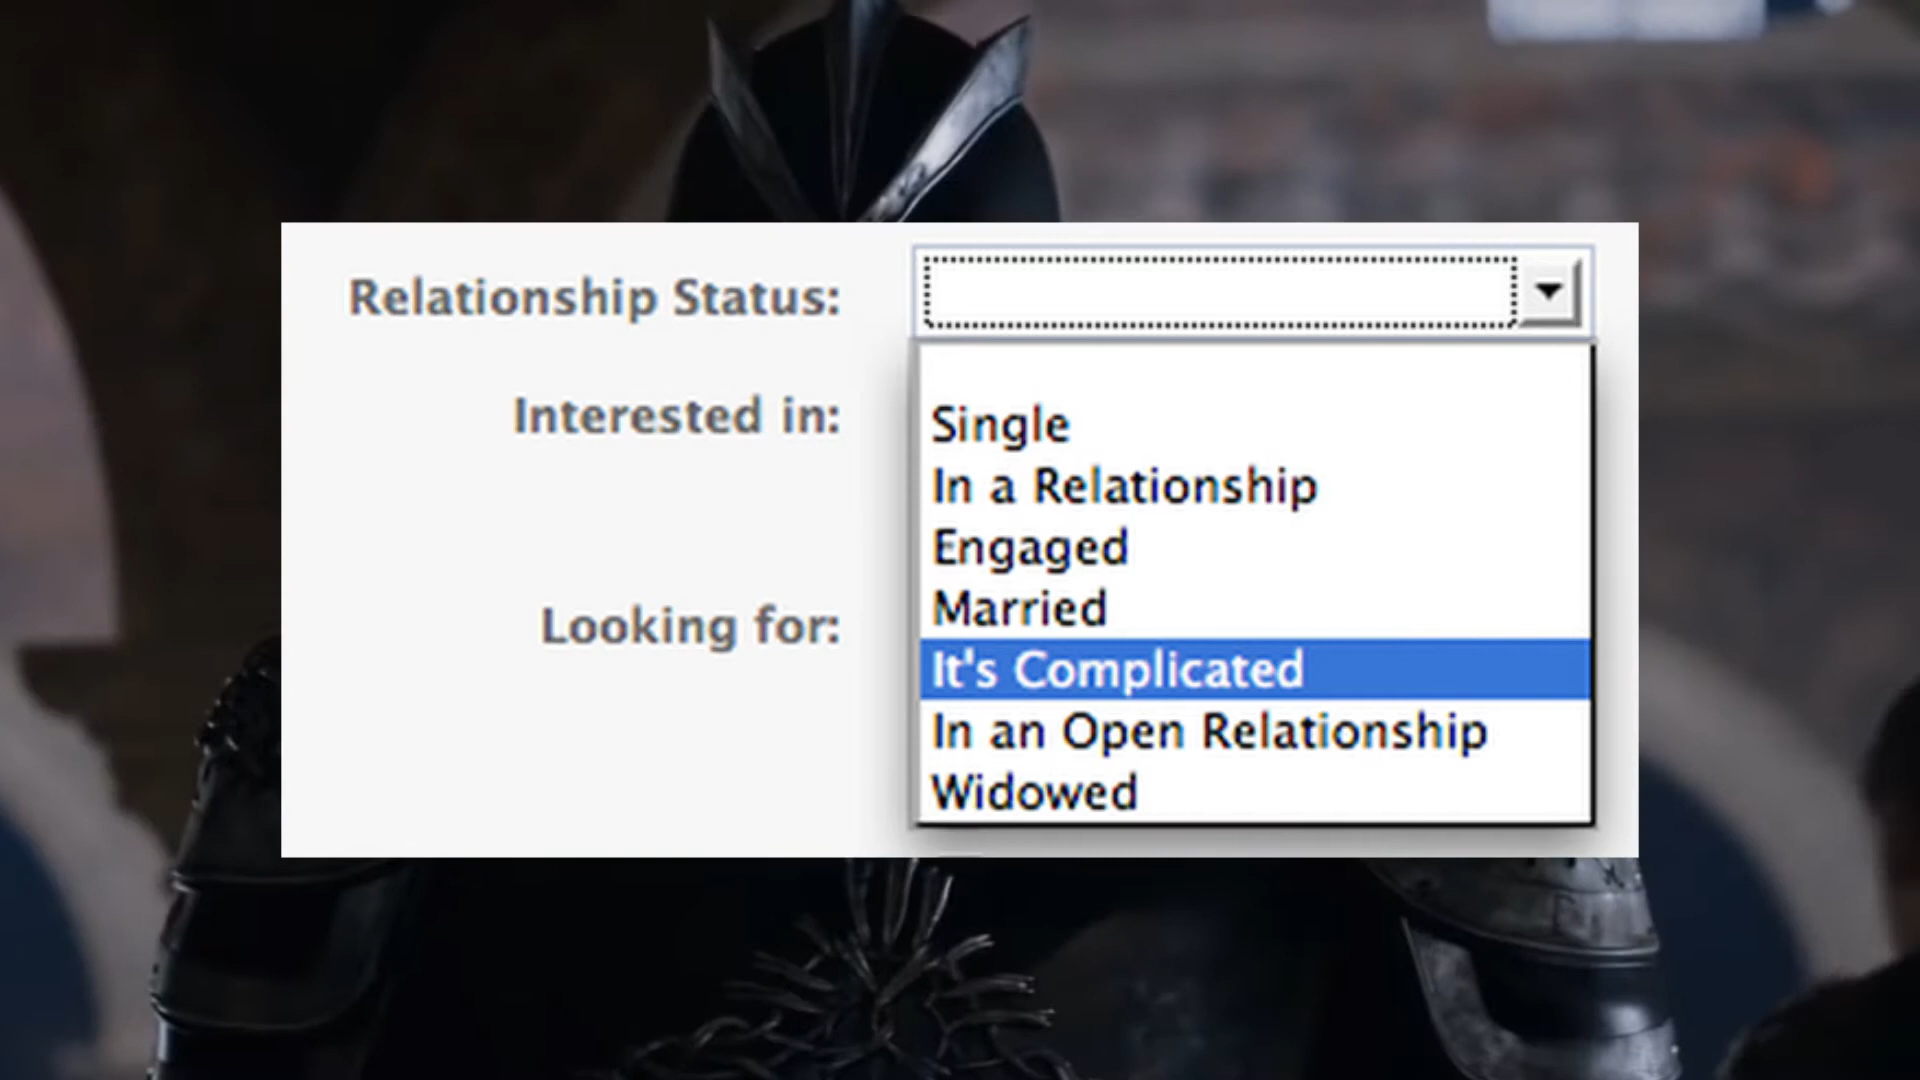 Relationship Status:
Interested in:
Looking for:
Single
In a Relationship
Engaged
Married
It's Complicated
In an Open Relationship
Widowed